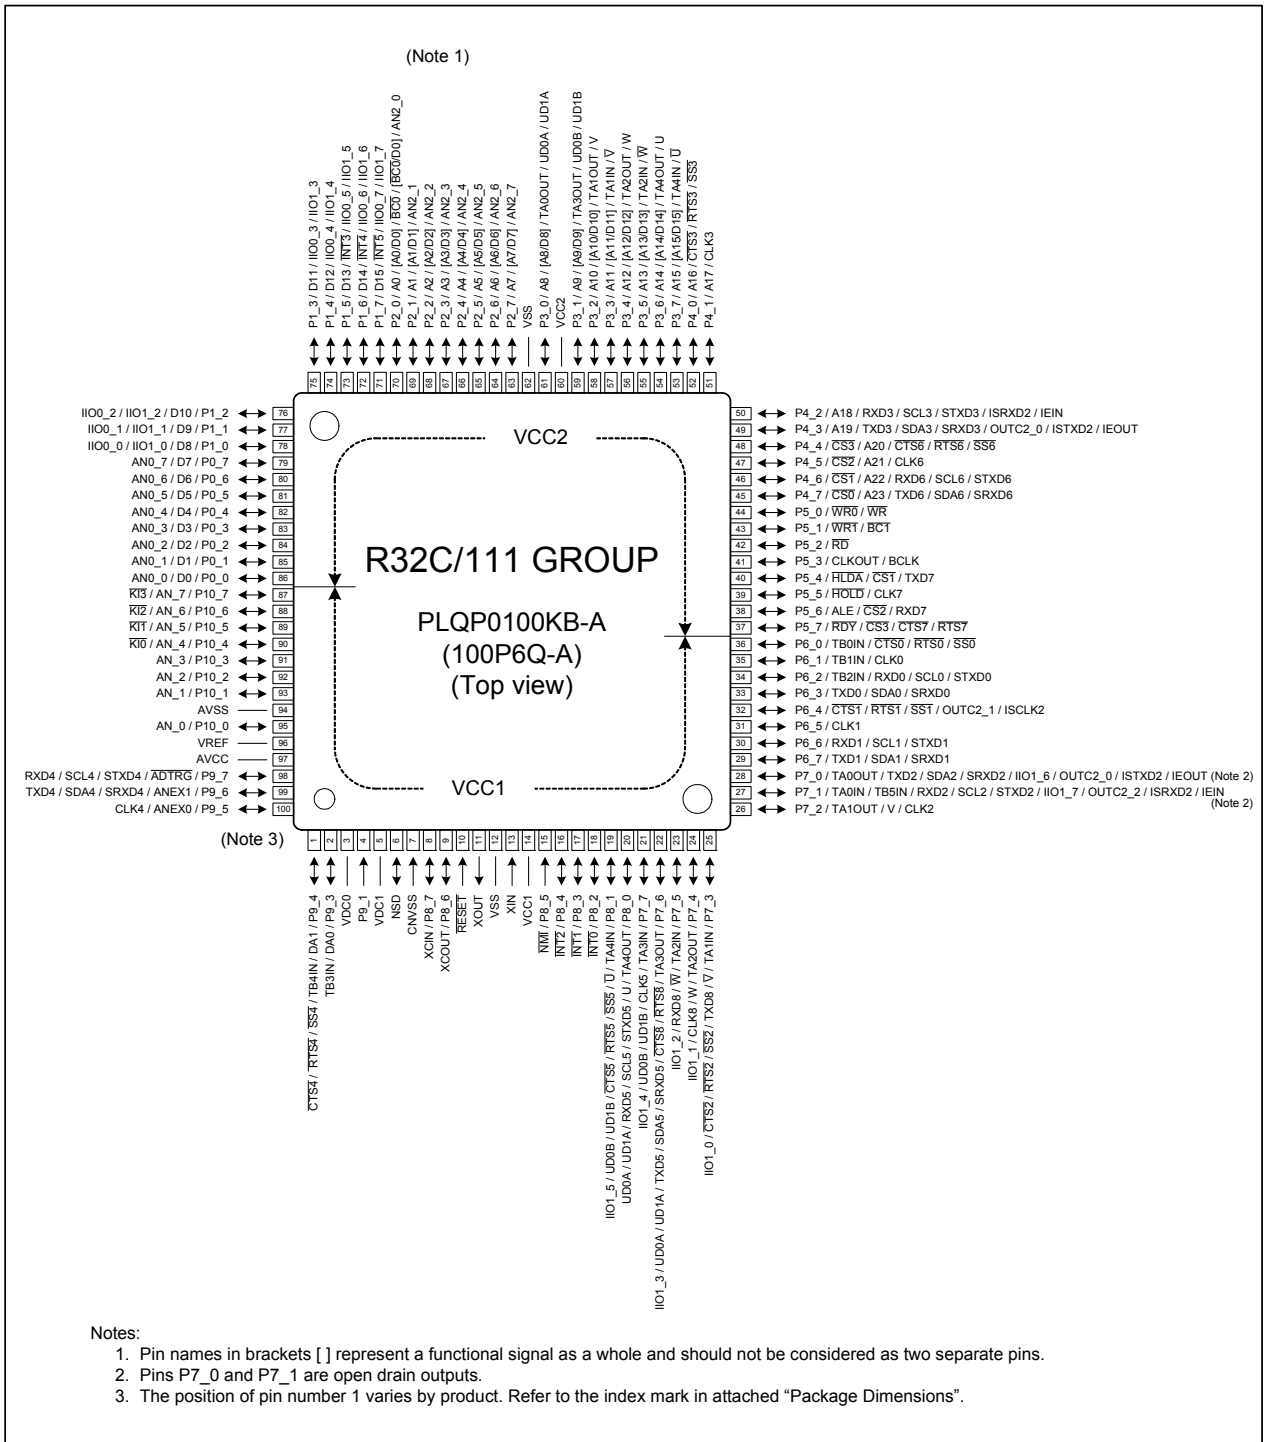 (Note 1)
P1_3 / D11 / IIO0_3 / IIO1_3
P1_4 / D12 / IIO0_4 / IIO1_4
P1_5 / D13 / INT3 / IIO0_5 / IIO1_5
P1_6 / D14 / INT4 / IIO0_6 / IIO1_6
P1_7 / D15 / INT5 / IIO0_7 / IIO1_7
P2_0 / A0 / [A0/D0] / BC0 / [BC0/D0] / AN2_0
P2_1 / A1 / [A1/D1] / AN2_1
P2_2 / A2 / [A2/D2] / AN2_2
P2_3 / A3 / [A3/D3] / AN2_3
P2_4 / A4 / [A4/D4] / AN2_4
P2_5 / A5 / [A5/D5] / AN2_5
P2_6 / A6 / [A6/D6] / AN2_6
P2_7 / A7 / [A7/D7] / AN2_7
VSS
P3_0 / A8 / [A8/D8] / TA0OUT / UD0A / UD1A
VCC2
P3_1 / A9 / [A9/D9] / TA3OUT / UD0B / UD1B
P3_2 / A10 / [A10/D10] / TA1OUT / V
P3_3 / A11 / [A11/D11] / TA1IN / V
P3_4 / A12 / [A12/D12] / TA2OUT / W
P3_5 / A13 / [A13/D13] / TA2IN / W
P3_6 / A14 / [A14/D14] / TA4OUT / U
P3_7 / A15 / [A15/D15] / TA4IN / U
P4_0 / A16 / CTS3 / RTS3 / SS3
P4_1 / A17 / CLK3
75 74 73 72 71 70 69 68 67 66 65 64 63 62 61 60 59 58 57 56 55 54 53 52 51
IIO0_2 / IIO1_2 / D10 / P1_2 76
IIO0_1 / IIO1_1 / D9 / P1_1 77
IIO0_0 / IIO1_0 / D8 / P1_0 78
AN0_7 / D7 / P0_7 79
AN0_6 / D6 / P0_6 80
AN0_5 / D5 / P0_5 81
AN0_4 / D4 / P0_4 82
AN0_3 / D3 / P0_3 83
AN0_2 / D2 / P0_2 84
AN0_1 / D1 / P0_1 85
AN0_0 / D0 / P0_0 86
KI3 / AN_7 / P10_7 87
KI2 / AN_6 / P10_6 88
KI1 / AN_5 / P10_5 89
KI0 / AN_4 / P10_4 90
AN_3 / P10_3 91
AN_2 / P10_2 92
AN_1 / P10_1 93
AVSS 94
AN_0 / P10_0 95
VREF 96
AVCC 97
RXD4 / SCL4 / STXD4 / ADTRG / P9_7 98
TXD4 / SDA4 / SRXD4 / ANEX1 / P9_6 99
CLK4 / ANEX0 / P9_5 100
VCC2
R32C/111 GROUP
PLQP0100KB-A
(100P6Q-A)
(Top view)
VCC1
50 P4_2 / A18 / RXD3 / SCL3 / STXD3 / ISRXD2 / IEIN
49 P4_3 / A19 / TXD3 / SDA3 / SRXD3 / OUTC2_0 / ISTXD2 / IEOUT
48 P4_4 / CS3 / A20 / CTS6 / RTS6 / SS6
47 P4_5 / CS2 / A21 / CLK6
46 P4_6 / CS1 / A22 / RXD6 / SCL6 / STXD6
45 P4_7 / CS0 / A23 / TXD6 / SDA6 / SRXD6
44 P5_0 / WR0 / WR
43 P5_1 / WR1 / BC1
42 P5_2 / RD
41 P5_3 / CLKOUT / BCLK
40 P5_4 / HLDA / CS1 / TXD7
39 P5_5 / HOLD / CLK7
38 P5_6 / ALE / CS2 / RXD7
37 P5_7 / RDY / CS3 / CTS7 / RTS7
36 P6_0 / TB0IN / CTS0 / RTS0 / SS0
35 P6_1 / TB1IN / CLK0
34 P6_2 / TB2IN / RXD0 / SCL0 / STXD0
33 P6_3 / TXD0 / SDA0 / SRXD0
32 P6_4 / CTS1 / RTS1 / SS1 / OUTC2_1 / ISCLK2
31 P6_5 / CLK1
30 P6_6 / RXD1 / SCL1 / STXD1
29 P6_7 / TXD1 / SDA1 / SRXD1
28 P7_0 / TA0OUT / TXD2 / SDA2 / SRXD2 / IIO1_6 / OUTC2_0 / ISTXD2 / IEOUT (Note 2)
27 P7_1 / TA0IN / TB5IN / RXD2 / SCL2 / STXD2 / IIO1_7 / OUTC2_2 / ISRXD2 / IEIN
(Note 2)
26 P7_2 / TA1OUT / V / CLK2
(Note 3)
1 2 3 4 5 6 7 8 9 10 11 12 13 14 15 16 17 18 19 20 21 22 23 24 25
CTS4 / RTS4 / SS4 / TB4IN / DA1 / P9_4
TB3IN / DA0 / P9_3
VDC0
P9_1
VDC1
NSD
CNVSS
XCIN / P8_7
XCOUT / P8_6
RESET
XOUT
VSS
XIN
VCC1
NMI / P8_5
INT2 / P8_4
INT1 / P8_3
INT0 / P8_2
IIO1_5 / UD0B / UD1B / CTS5 / RTS5 / SS5 / U / TA4IN / P8_1
UD0A / UD1A / RXD5 / SCL5 / STXD5 / U / TA4OUT / P8_0
IIO1_4 / UD0B / UD1B / CLK5 / TA3IN / P7_7
IIO1_3 / UD0A / UD1A / TXD5 / SDA5 / SRXD5 / CTS8 / RTS8 / TA3OUT / P7_6
IIO1_2 / RXD8 / W / TA2IN / P7_5
IIO1_1 / CLK8 / W / TA2OUT / P7_4
IIO1_0 / CTS2 / RTS2 / SS2 / TXD8 / V / TA1IN / P7_3
Notes:
1. Pin names in brackets [ ] represent a functional signal as a whole and should not be considered as two separate pins.
2. Pins P7_0 and P7_1 are open drain outputs.
3. The position of pin number 1 varies by product. Refer to the index mark in attached “Package Dimensions”.